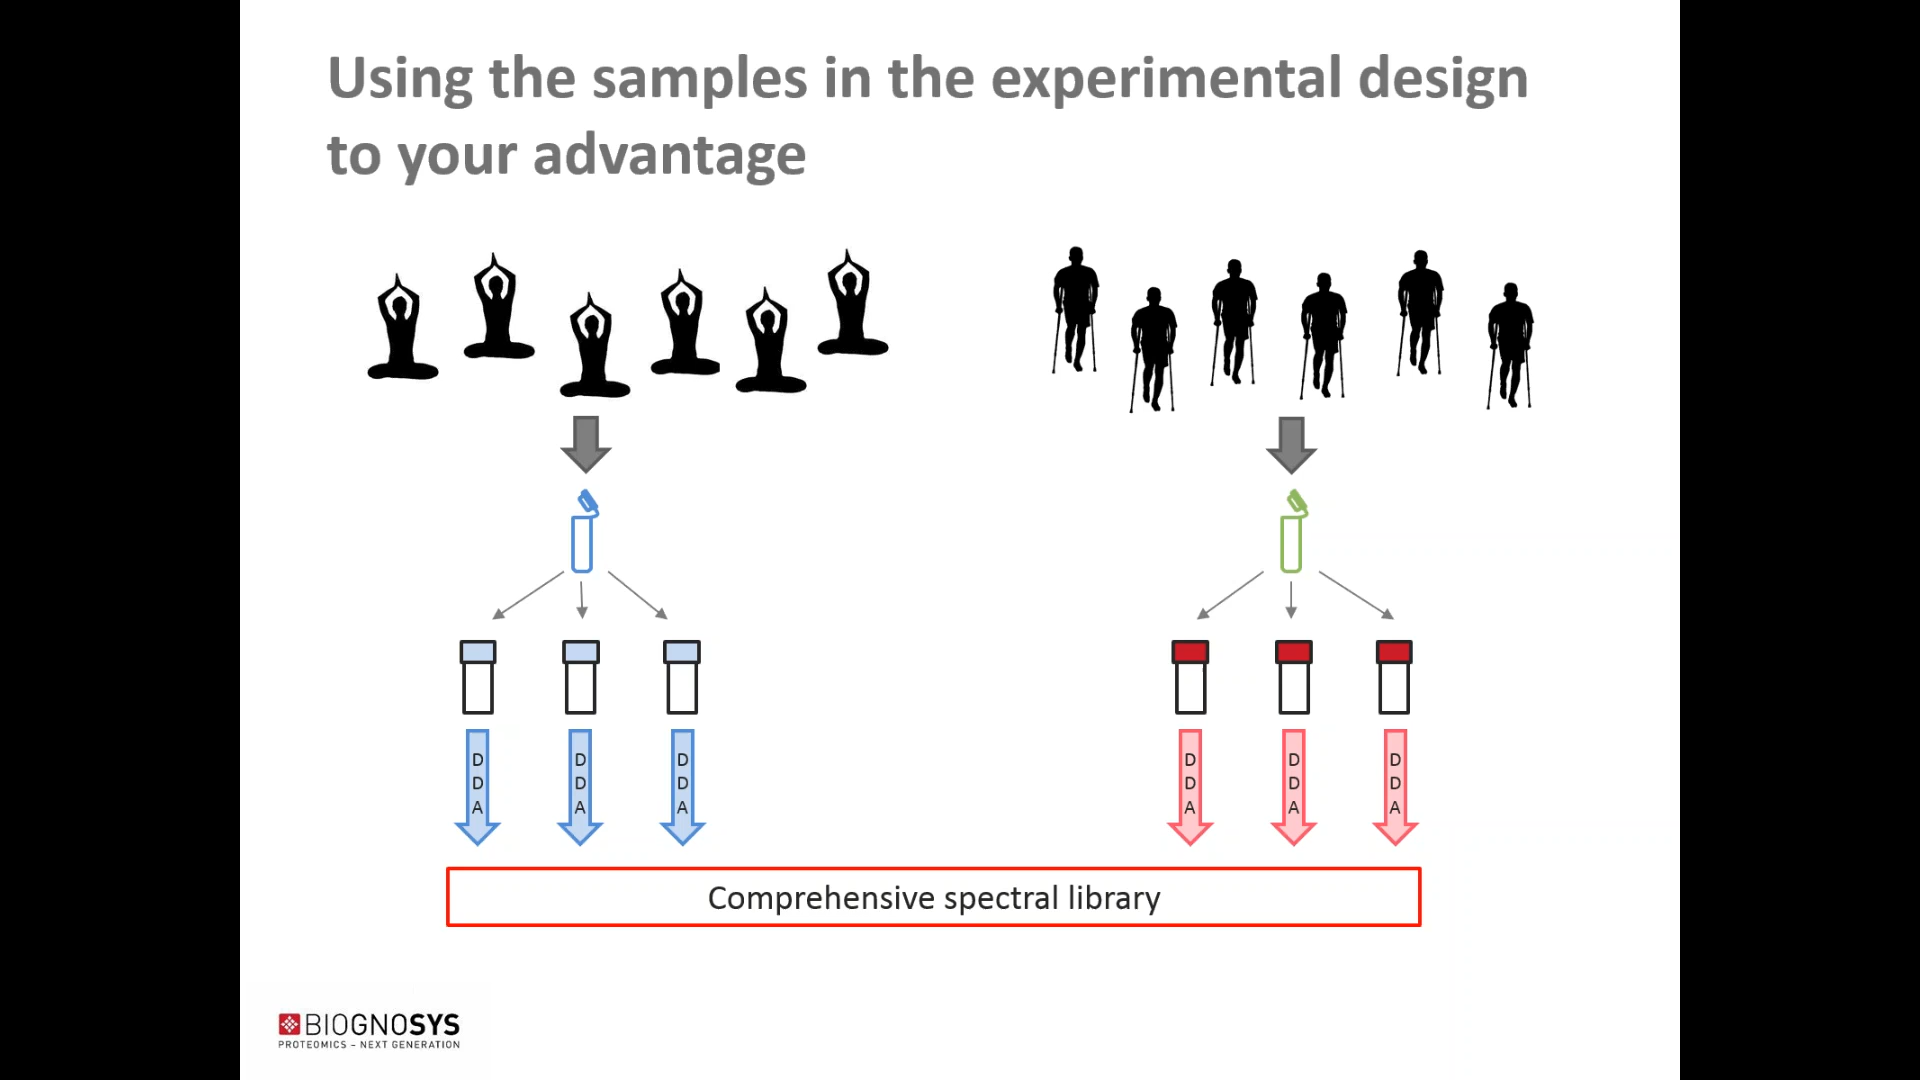 Using the samples in the experimental design
to your advantage
D
D
A
D
D
A
D
D
A
D
D
A
D
D
A
D
D
A
Comprehensive spectral library
BIOGNOSYS
PROTEOMICS – NEXT GENERATION